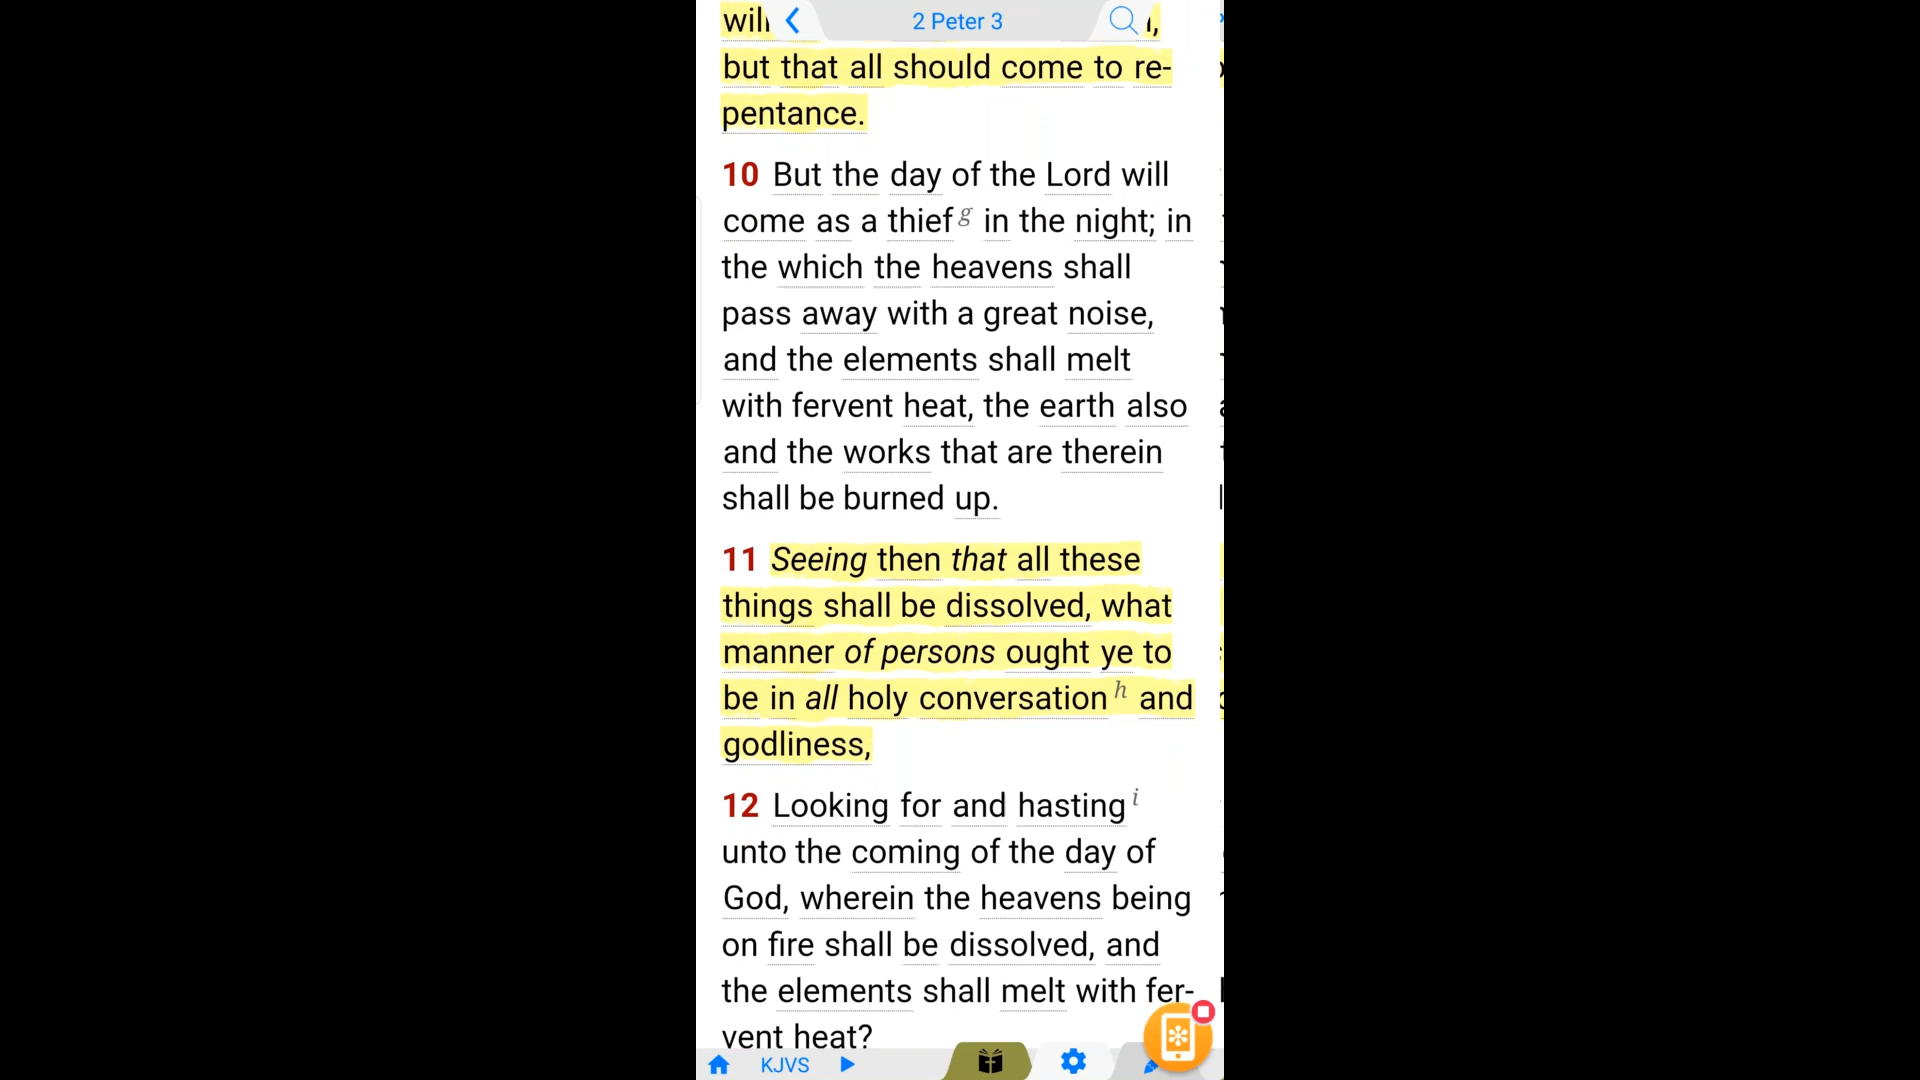 2 Peter 3
but that all should come to re-
pentance.
10 But the day of the Lord will
come as a thief g in the night; in
the which the heavens shall
pass away with a great noise,
and the elements shall melt
with fervent heat, the earth also
and the works that are therein
shall be burned up.
11 Seeing then that all these
things shall be dissolved, what
manner of persons ought ye to
be in all holy conversation h and
godliness,
12 Looking for and hasting i
unto the coming of the day of
God, wherein the heavens being
on fire shall be dissolved, and
the elements shall melt with fer-
vent heat?
KJVS